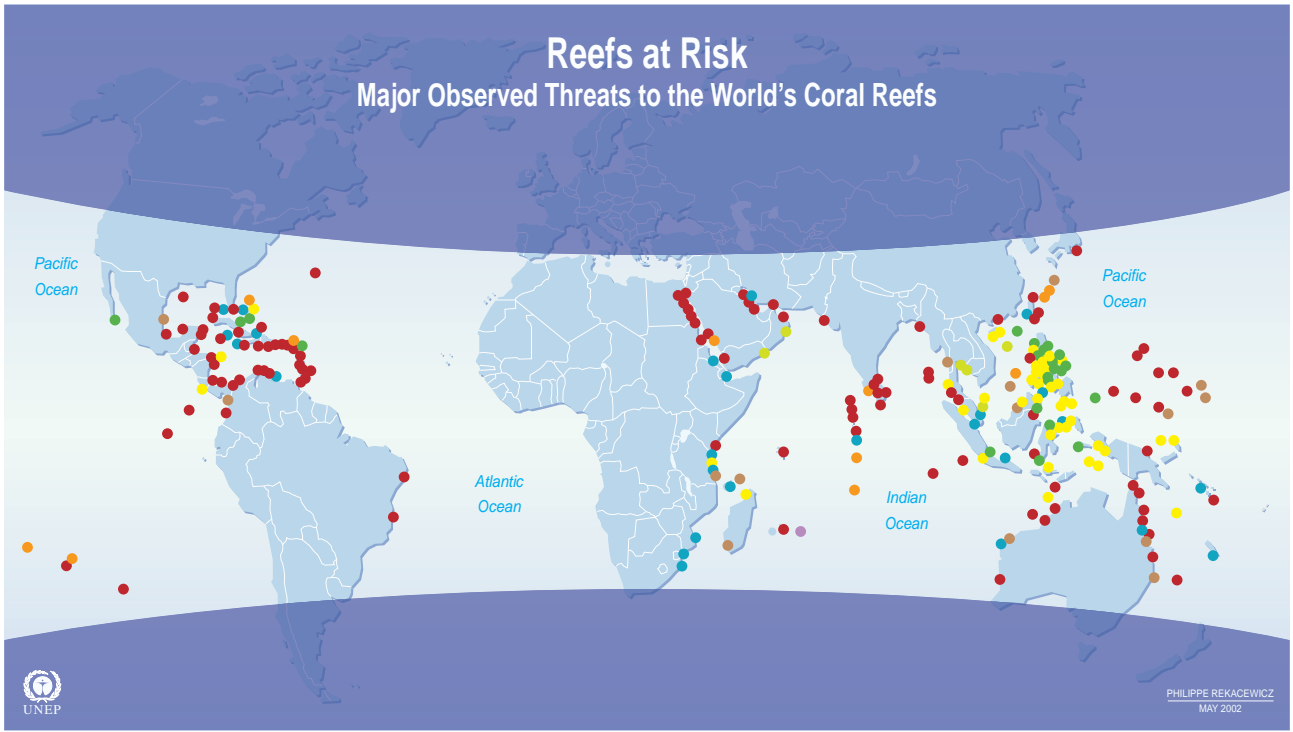 Reefs at Risk
Major Observed Threats to the World's Coral Reefs
Pacific
Ocean
Pacific
Ocean
Atlantic
Ocean
Indian
Ocean
UNEP
PHILIPPE REKACEWICZ
MAY 2002